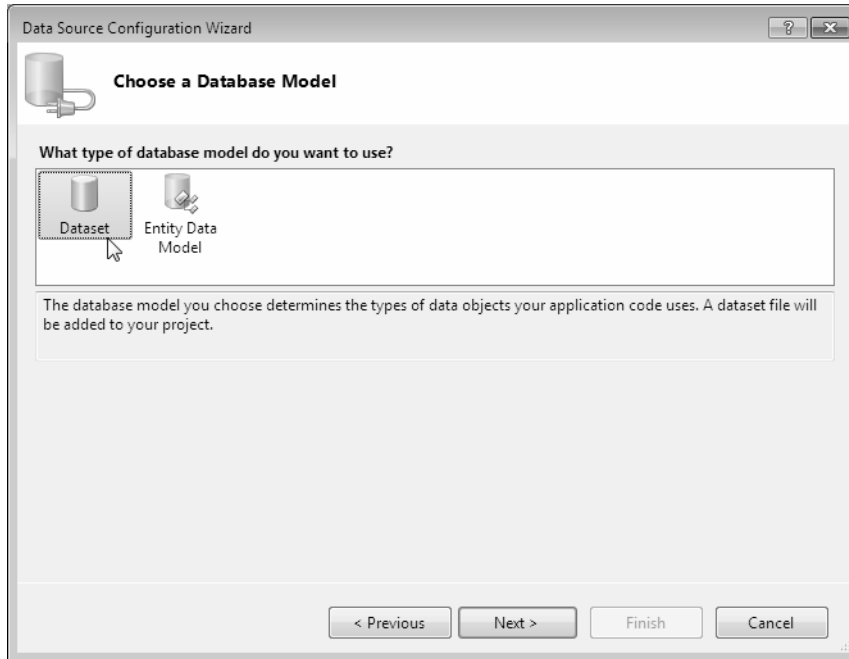 Data Source Configuration Wizard
Choose a Database Model
What type of database model do you want to use?
Dataset
Entity Data
Model
The database model you choose determines the types of data objects your application code uses. A dataset file will
be added to your project.
< Previous
Next >
Finish
Cancel